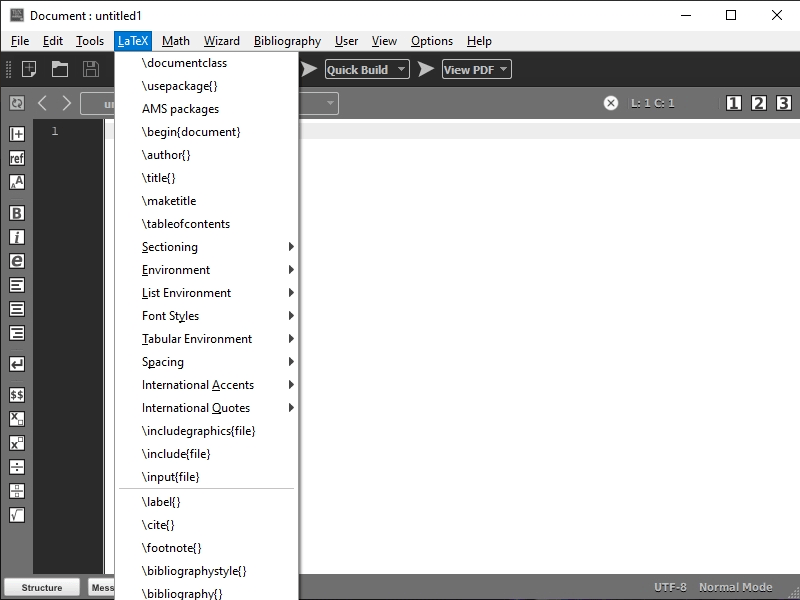 Document : untitled1
File Edit Tools LaTeX Math Wizard Bibliography User View Options Help
Quick Build View PDF
L: 1 C: 1 1 2 3
1
ref
B
i
e
$$
\documentclass
\usepackage{}
AMS packages
\begin{document}
\author{}
\title{}
\maketitle
\tableofcontents
Sectioning
Environment
List Environment
Font Styles
Tabular Environment
Spacing
International Accents
International Quotes
\includegraphics{file}
\include{file}
\input{file}
\label{}
\cite{}
\footnote{}
\bibliographystyle{}
\bibliography{}
Structure
UTF-8 Normal Mode